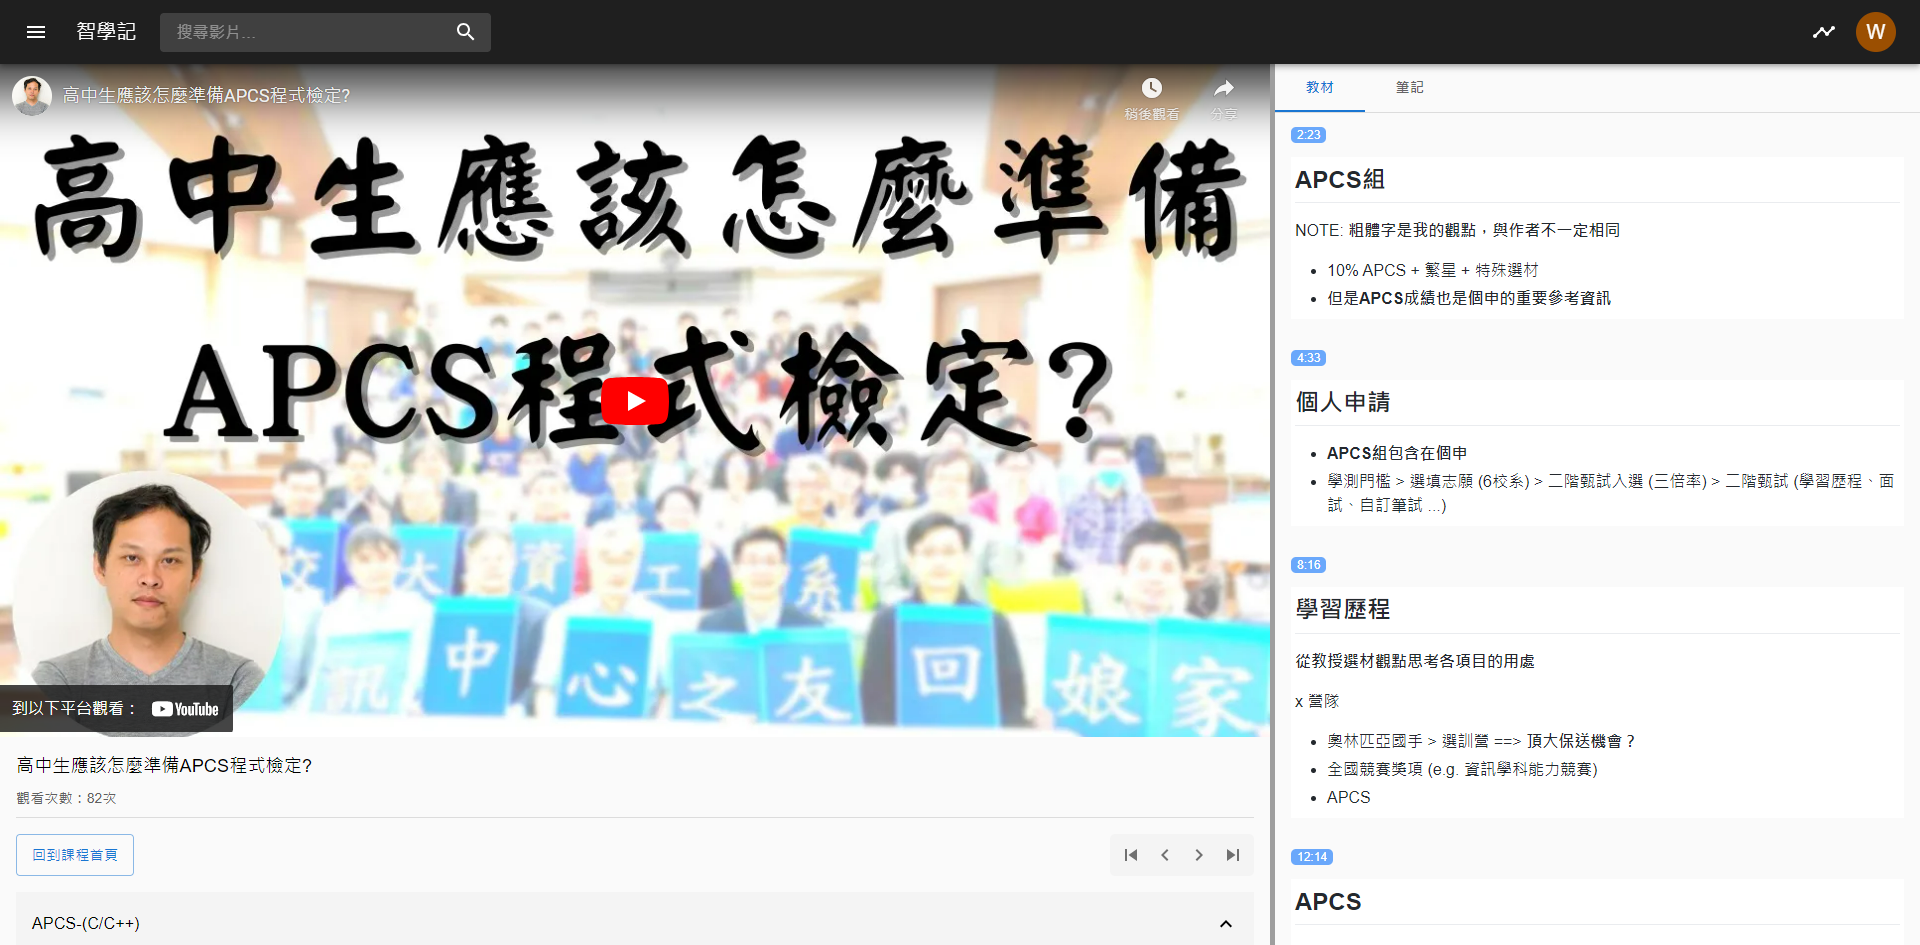 智學記
搜尋影片...
W
高中生應該怎麼準備APCS程式檢定?
稍後觀看
分享
高中生應該怎麼準備
APCS程式檢定?
交大資工系
訊中心之友回娘家
到以下平台觀看：
YouTube
高中生應該怎麼準備APCS程式檢定?
觀看次數：82次
回到課程首頁
APCS-(C/C++)
教材
筆記
2:23
APCS組
NOTE: 粗體字是我的觀點，與作者不一定相同
10% APCS + 繁星 + 特殊選材
但是APCS成績也是個申的重要參考資訊
4:33
個人申請
APCS組包含在個申
學測門檻 > 選填志願 (6校系) > 二階甄試入選 (三倍率) > 二階甄試 (學習歷程、面
試、自訂筆試 ...)
8:16
學習歷程
從教授選材觀點思考各項目的用處
x 營隊
奧林匹亞國手 > 選訓營 ==> 頂大保送機會？
全國競賽獎項 (e.g. 資訊學科能力競賽)
APCS
12:14
APCS